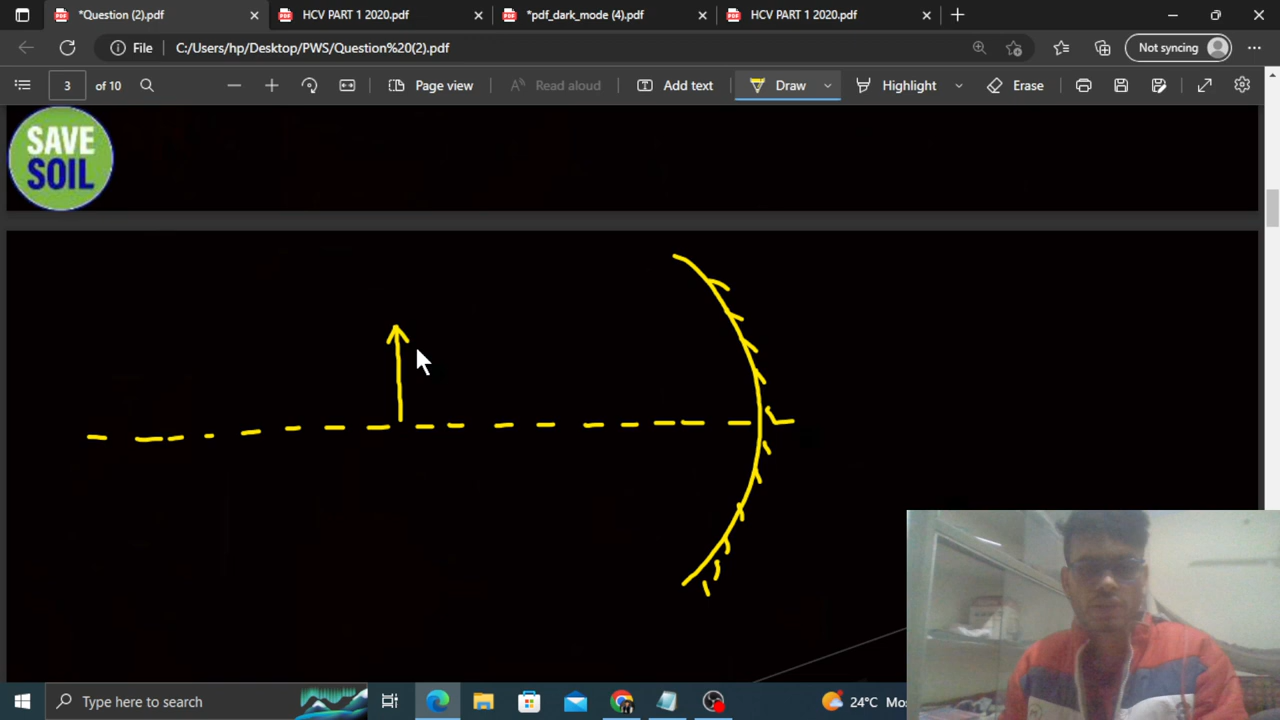 *Question (2).pdf
HCV PART 1 2020.pdf
*pdf_dark_mode (4).pdf
HCV PART 1 2020.pdf
File
C:/Users/hp/Desktop/PWS/Question%20(2).pdf
Not syncing
3 of 10
Page view
Read aloud
Add text
Draw
Highlight
Erase
SAVE
SOIL
Type here to search
24°C